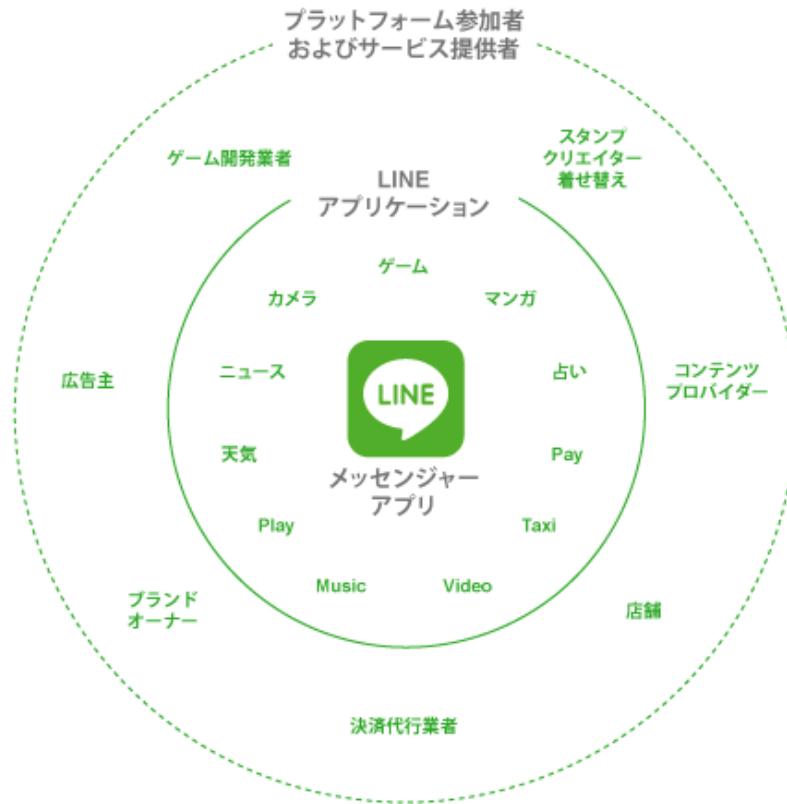 プラットフォーム参加者
およびサービス提供者
ゲーム開発業者
スタンプ
クリエイター
着せ替え
LINE
アプリケーション
ゲーム
カメラ
マンガ
広告主
ニュース
LINE
占い
コンテンツ
プロバイダー
天気
メッセンジャー
アプリ
Pay
Play
Taxi
Music
Video
ブランド
オーナー
店舗
決済代行業者